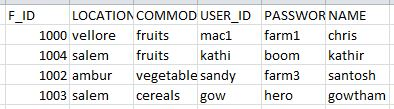 F_ID LOCATION COMMOD USER_ID PASSWOR NAME
1000 vellore fruits mac1 farm1 chris
1004 salem fruits kathi boom kathir
1002 ambur vegetable sandy farm3 santosh
1003 salem cereals gow hero gowtham